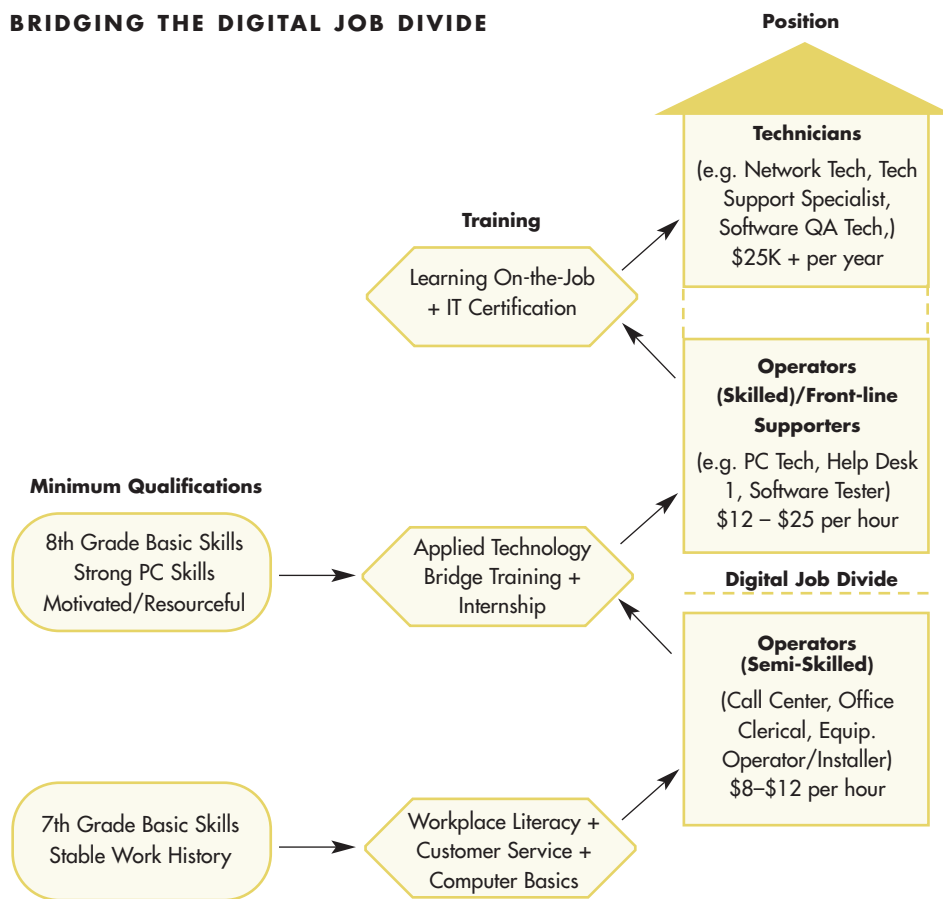 BRIDGING THE DIGITAL JOB DIVIDE
Position
Technicians
(e.g. Network Tech, Tech
Support Specialist,
Software QA Tech,)
$25K + per year
Training
Learning On-the-Job
+ IT Certification
Operators
(Skilled)/Front-line
Supporters
(e.g. PC Tech, Help Desk
1, Software Tester)
$12 – $25 per hour
Minimum Qualifications
8th Grade Basic Skills
Strong PC Skills
Motivated/Resourceful
Applied Technology
Bridge Training +
Internship
Digital Job Divide
Operators
(Semi-Skilled)
(Call Center, Office
Clerical, Equip.
Operator/Installer)
$8–$12 per hour
7th Grade Basic Skills
Stable Work History
Workplace Literacy +
Customer Service +
Computer Basics